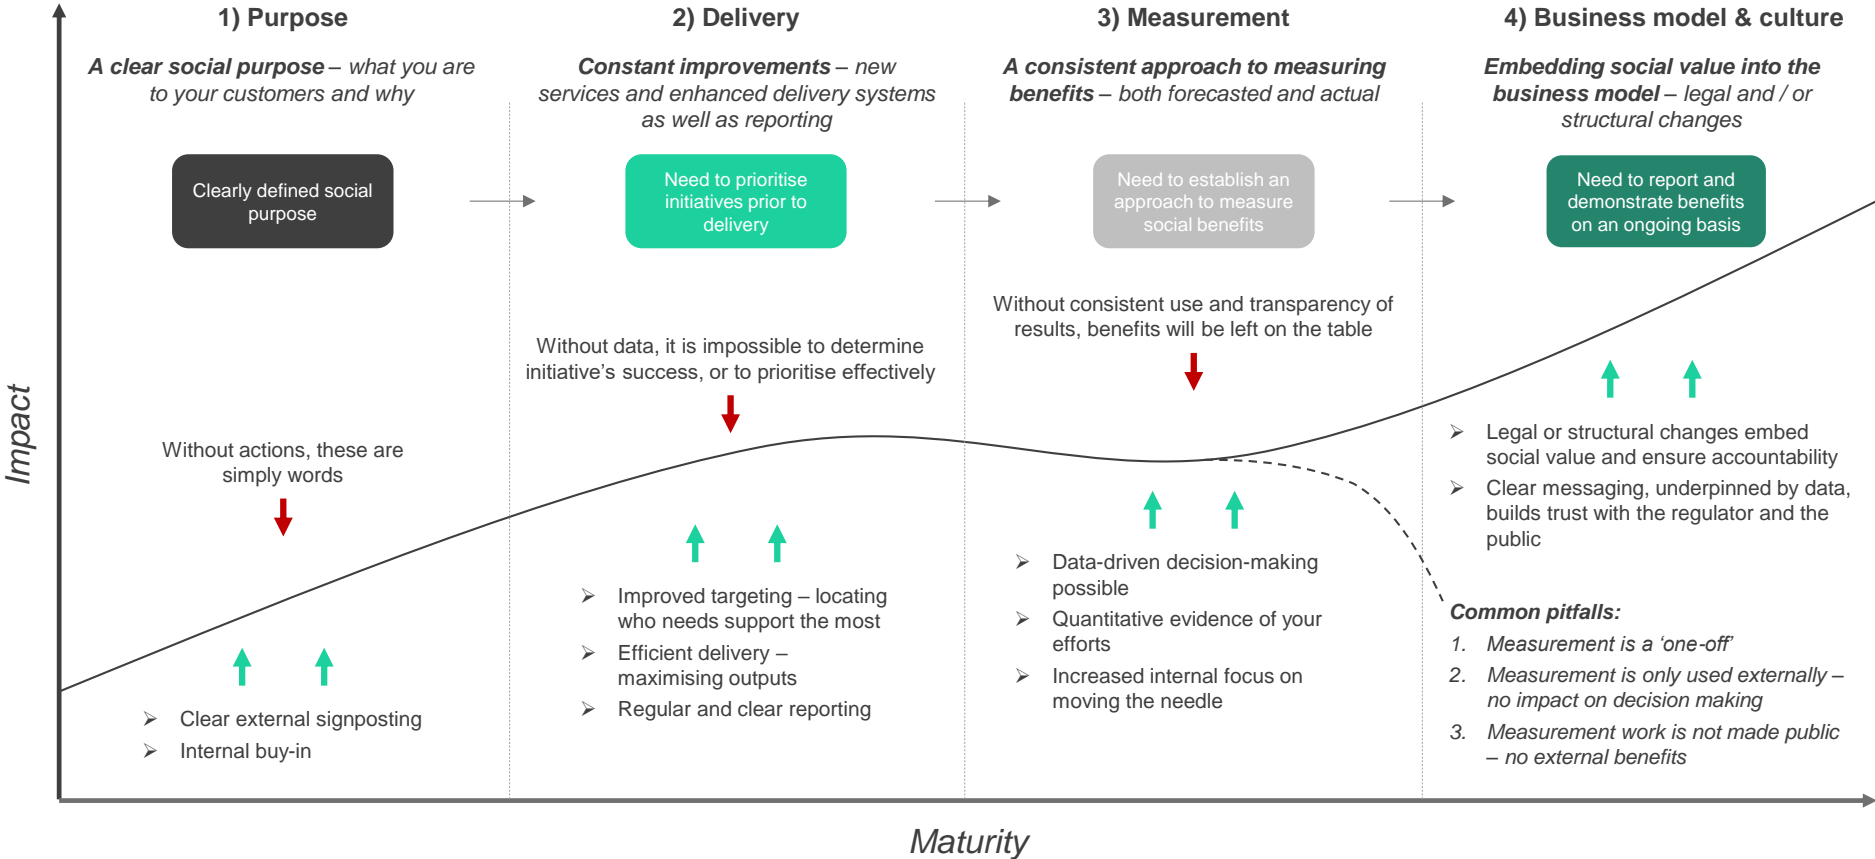 1) Purpose
A clear social purpose – what you are
to your customers and why
Clearly defined social
purpose
Without actions, these are
simply words
➢ Clear external signposting
➢ Internal buy-in
2) Delivery
Constant improvements – new
services and enhanced delivery systems
as well as reporting
Need to prioritise
initiatives prior to
delivery
Without data, it is impossible to determine
initiative’s success, or to prioritise effectively
➢ Improved targeting – locating
who needs support the most
➢ Efficient delivery –
maximising outputs
➢ Regular and clear reporting
3) Measurement
A consistent approach to measuring
benefits – both forecasted and actual
Need to establish an
approach to measure
social benefits
Without consistent use and transparency of
results, benefits will be left on the table
➢ Data-driven decision-making
possible
➢ Quantitative evidence of your
efforts
➢ Increased internal focus on
moving the needle
4) Business model & culture
Embedding social value into the
business model – legal and / or
structural changes
Need to report and
demonstrate benefits
on an ongoing basis
➢ Legal or structural changes embed
social value and ensure accountability
➢ Clear messaging, underpinned by data,
builds trust with the regulator and the
public
Common pitfalls:
1. Measurement is a ‘one-off’
2. Measurement is only used externally –
no impact on decision making
3. Measurement work is not made public
– no external benefits
Impact
Maturity